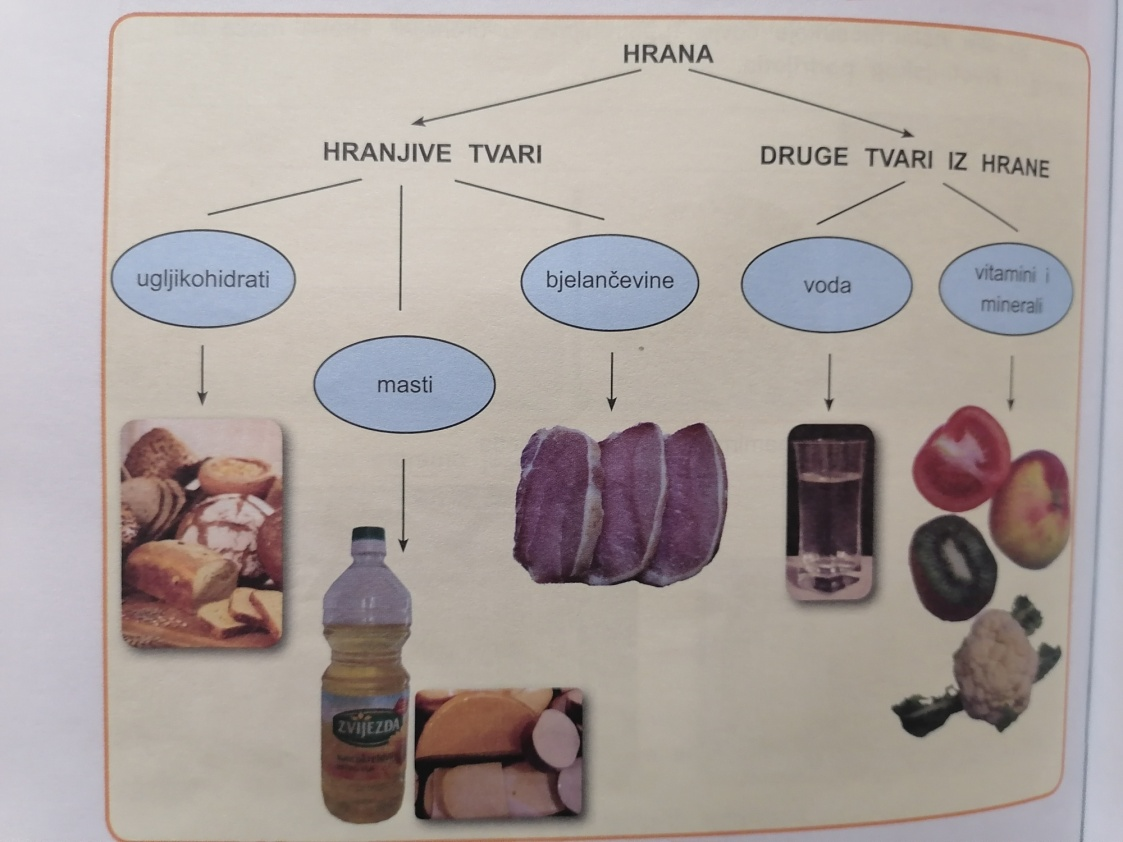 HRANA
HRANJIVE TVARI
DRUGE TVARI IZ HRANE
ugljikohidrati
masti
bjelančevine
voda
vitamini i
minerali
ZVIJEZDA